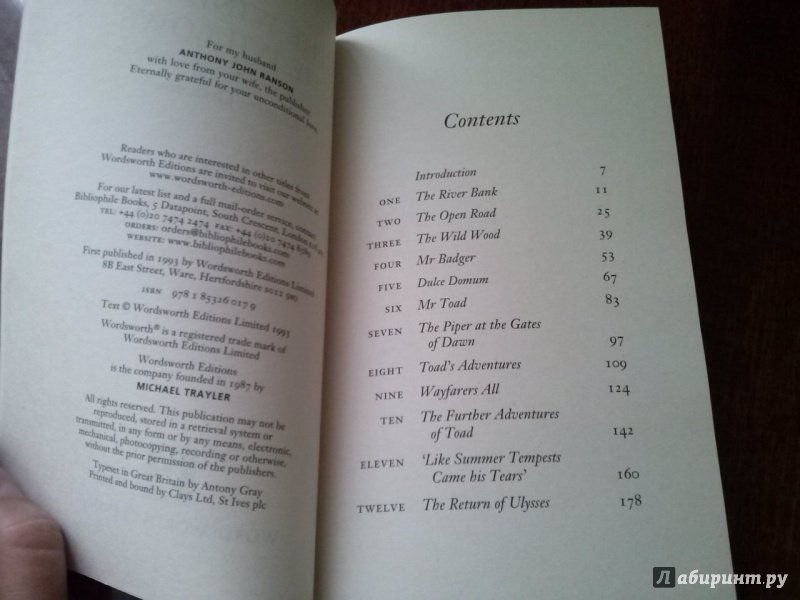 For my husband
ANTHONY JOHN RANSON
with love from your wife, the publisher
Eternally grateful for your unconditional love,
Readers who are interested in other titles from
Wordsworth Editions are invited to visit our website at
www.wordsworth-editions.com
For our latest list and a full mail-order service, contact
Bibliophile Books, 5 Datapoint, South Crescent, London
TEL: +44 (0)20 7474 2474 FAX: +44 (0)20 7474 8589
ORDERS: orders@bibliophilebooks.com
WEBSITE: www.bibliophilebooks.com
First published in 1993 by Wordsworth Editions Limited
8B East Street, Ware, Hertfordshire SG12 9HJ
ISBN 978 1 85326 017 9
Text © Wordsworth Editions Limited 1993
Wordsworth® is a registered trade mark of
Wordsworth Editions Limited
Wordsworth Editions
is the company founded in 1987 by
MICHAEL TRAYLER
All rights reserved. This publication may not be
reproduced, stored in a retrieval system or
transmitted, in any form or by any means, electronic,
mechanical, photocopying, recording or otherwise,
without the prior permission of the publishers.
Typeset in Great Britain by Antony Gray
Printed and bound by Clays Ltd, St Ives plc
Contents
Introduction 7
ONE The River Bank 11
TWO The Open Road 25
THREE The Wild Wood 39
FOUR Mr Badger 53
FIVE Dulce Domum 67
SIX Mr Toad 83
SEVEN The Piper at the Gates
of Dawn 97
EIGHT Toad's Adventures 109
NINE Wayfarers All 124
TEN The Further Adventures
of Toad 142
ELEVEN 'Like Summer Tempests
Came his Tears' 160
TWELVE The Return of Ulysses 178
Лабиринт.ру